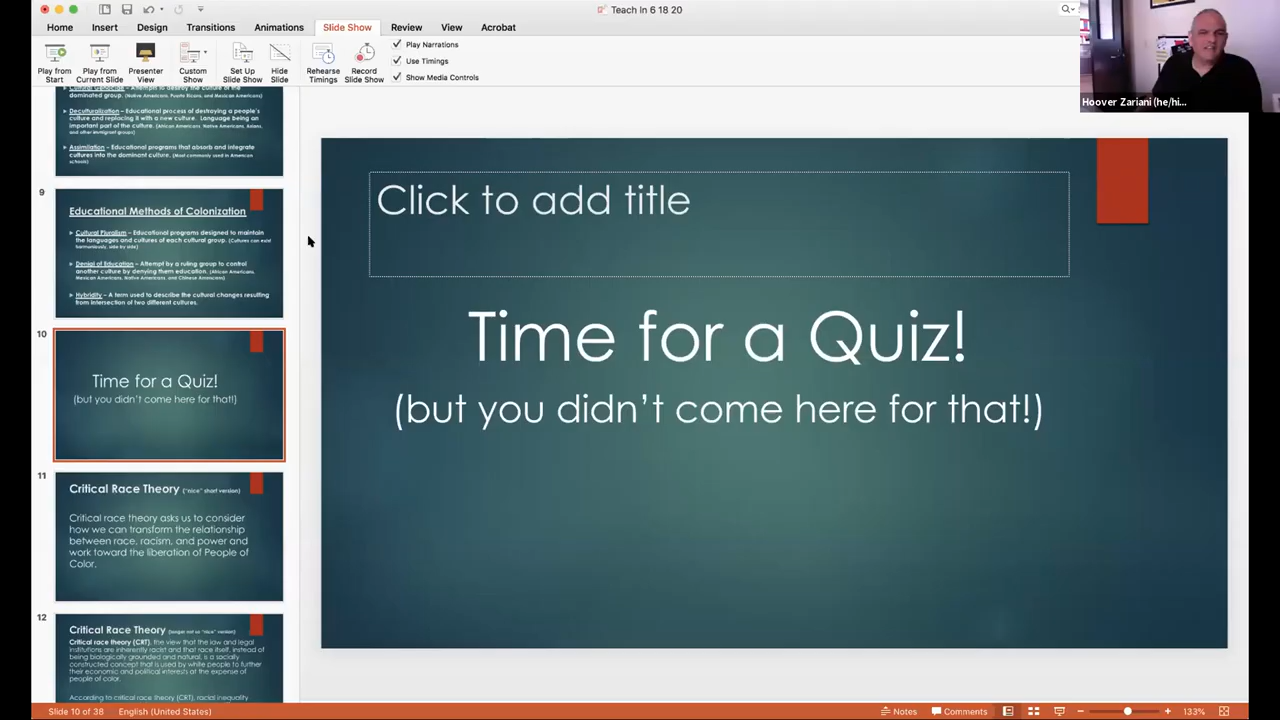 Teach In 6 18 20
Home Insert Design Transitions Animations Slide Show Review View Acrobat
Play from Start
Play from Current Slide
Presenter View
Custom Show
Set Up Slide Show
Hide Slide
Rehearse Timings
Record Slide Show
Play Narrations
Use Timings
Show Media Controls
Hoover Zariani (he/hi...
dominated group. (Native Americans, Puerto Ricans, and Mexican Americans)
Deculturalization – Educational process of destroying a people's
culture and replacing it with a new culture. Language being an
important part of the culture. (African Americans, Native Americans, Asians,
and other immigrant groups)
Assimilation – Educational programs that absorb and integrate
cultures into the dominant culture. (Most commonly used in American
schools)
9
Educational Methods of Colonization
Cultural Pluralism – Educational programs designed to maintain
the languages and cultures of each cultural group. (Cultures can exist
harmoniously, side by side)
Denial of Education – Attempt by a ruling group to control
another culture by denying them education. (African Americans,
Mexican Americans, Native Americans, and Chinese Americans)
Hybridity – A term used to describe the cultural changes resulting
from intersection of two different cultures.
10
Time for a Quiz!
(but you didn't come here for that!)
11
Critical Race Theory ("nice" short version)
Critical race theory asks us to consider
how we can transform the relationship
between race, racism, and power and
work toward the liberation of People of
Color.
12
Critical Race Theory (longer not so "nice" version)
Critical race theory (CRT), the view that the law and legal
institutions are inherently racist and that race itself, instead of
being biologically grounded and natural, is a socially
constructed concept that is used by white people to further
their economic and political interests at the expense of
people of color.
According to critical race theory (CRT), racial inequality
Click to add title
Time for a Quiz!
(but you didn't come here for that!)
Slide 10 of 38 English (United States) Notes Comments 133%